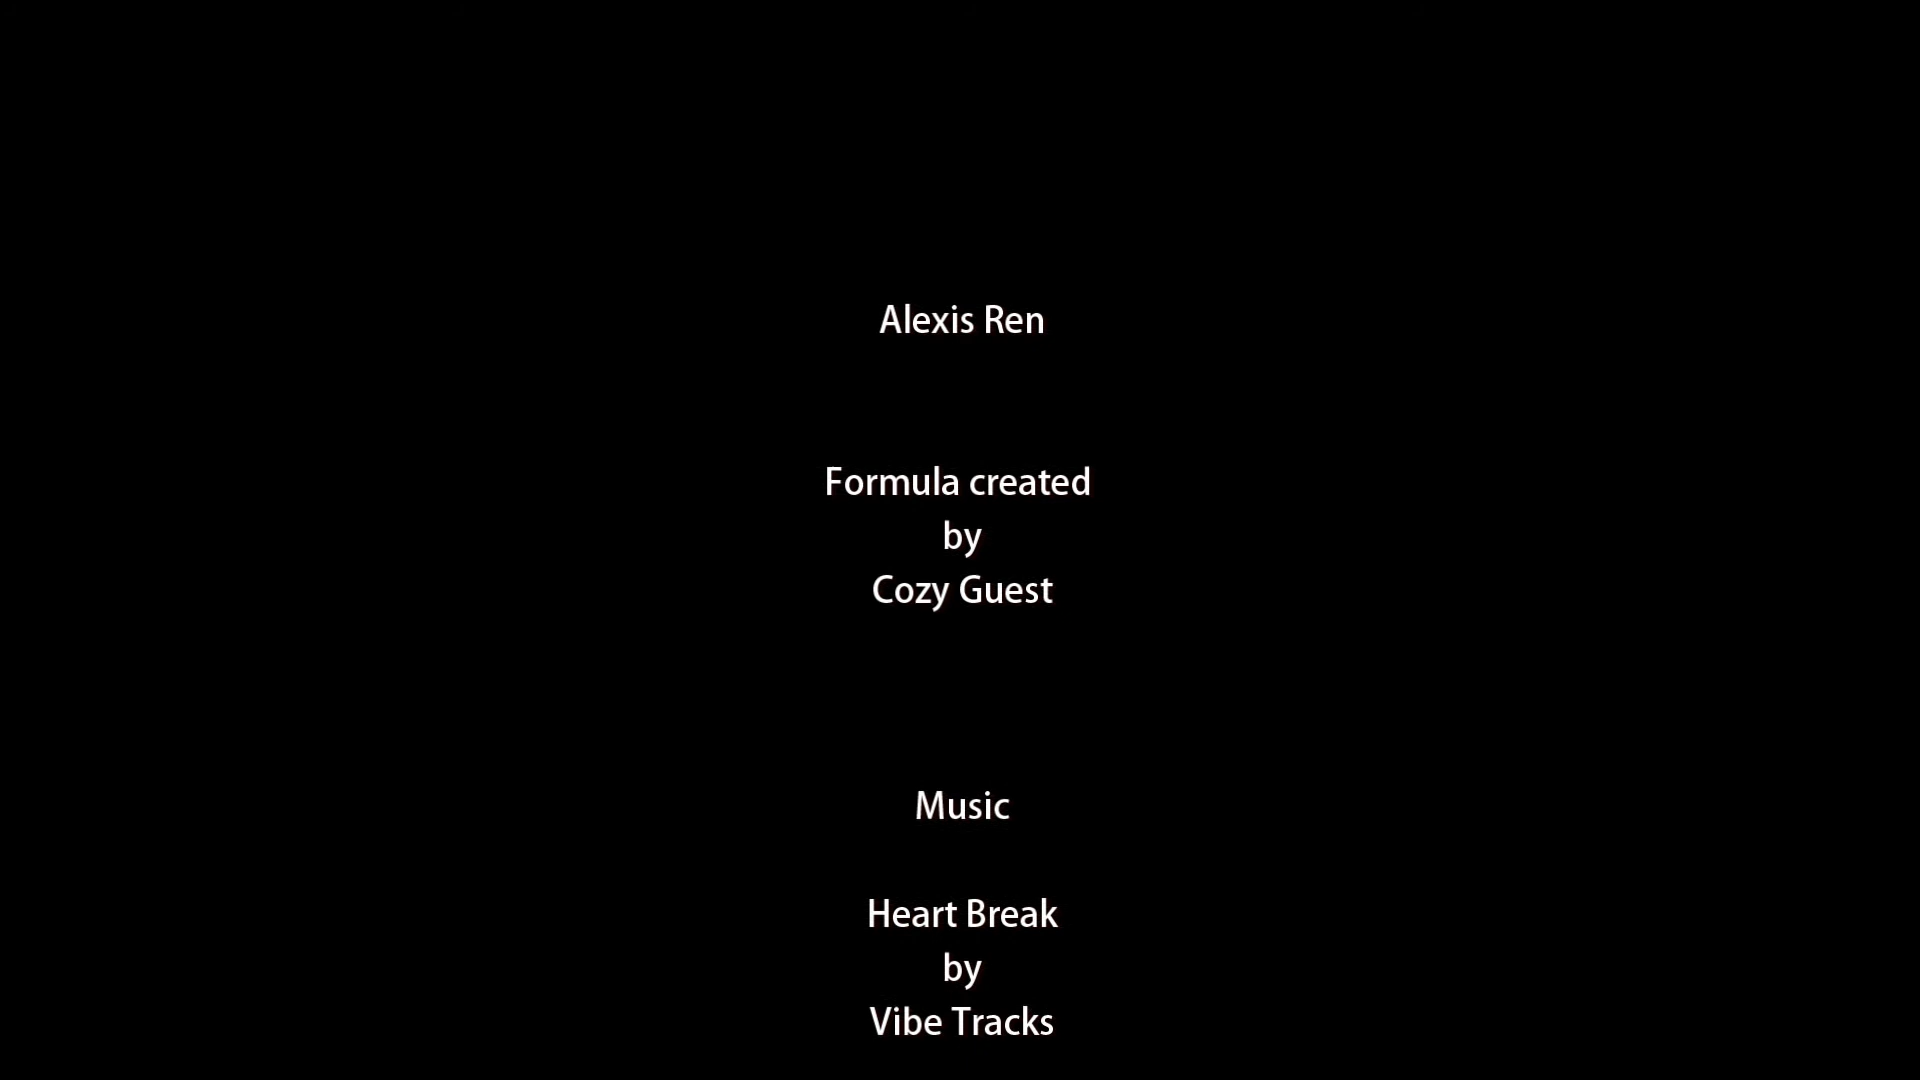 Alexis Ren
Formula created
by
Cozy Guest
Music
Heart Break
by
Vibe Tracks